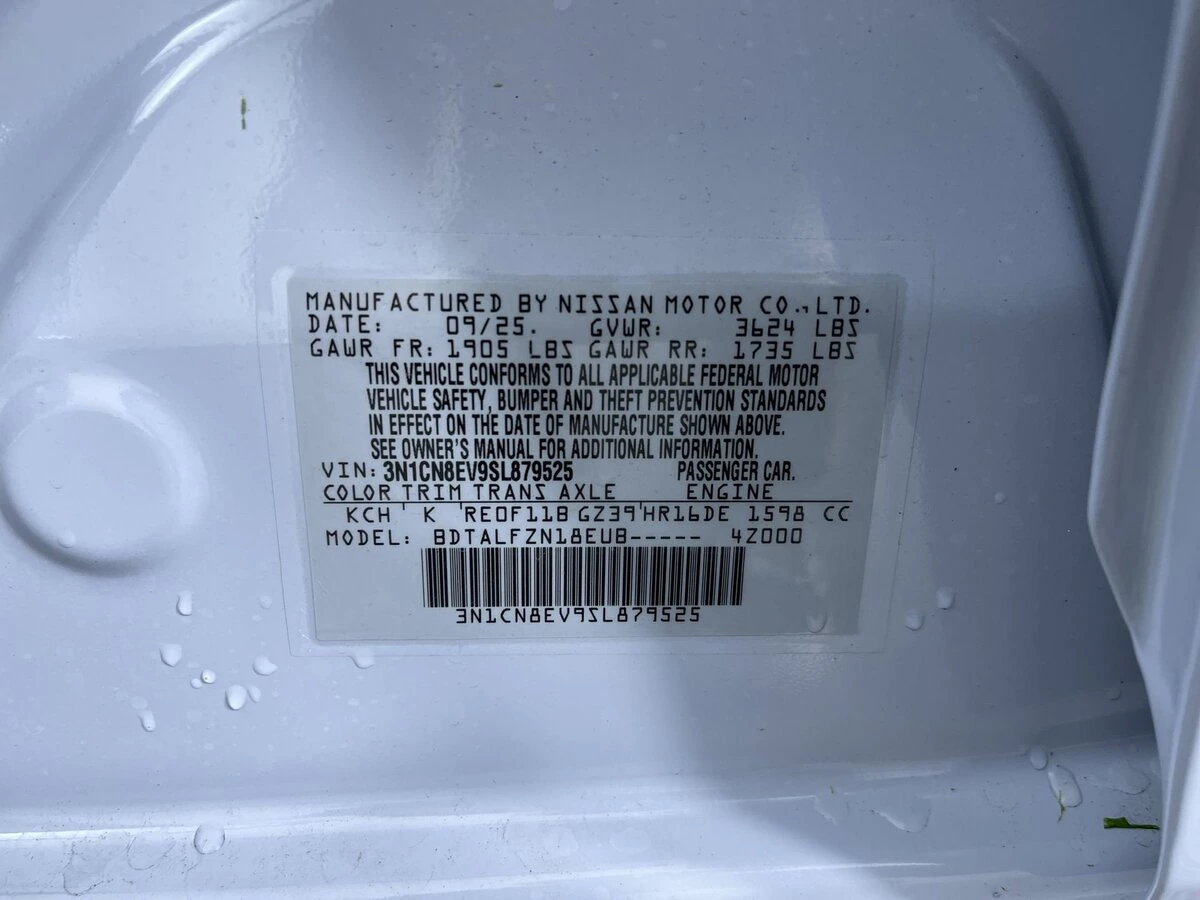 MANUFACTURED BY NISSAN MOTOR CO.,LTD.
DATE: 09/25. GVWR: 3624 LBS
GAWR FR: 1905 LBS GAWR RR: 1735 LBS
THIS VEHICLE CONFORMS TO ALL APPLICABLE FEDERAL MOTOR
VEHICLE SAFETY, BUMPER AND THEFT PREVENTION STANDARDS
IN EFFECT ON THE DATE OF MANUFACTURE SHOWN ABOVE.
SEE OWNER'S MANUAL FOR ADDITIONAL INFORMATION.
VIN: 3N1CN8EV9SL879525 PASSENGER CAR.
COLOR TRIM TRANS AXLE ENGINE
KCH ' K 'RE0F11B GZ39'HR16DE 1598 CC
MODEL: BDTALFZN18EUB----- 4Z000
3N1CN8EV9SL879525